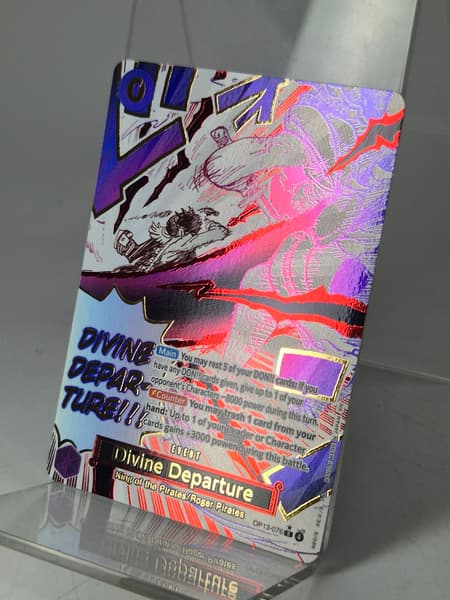 DIVINE
DEPAR-
TURE!!!
Main You may rest 5 of your DON!! cards: If you
have any DON!! cards given, give up to 1 of your
opponent's Characters -8000 power during this turn.
Counter You may trash 1 card from your
hand: Up to 1 of your Leader or Character
cards gains +3000 power during this battle.
EVENT
Divine Departure
King of the Pirates/Roger Pirates
OP13-076